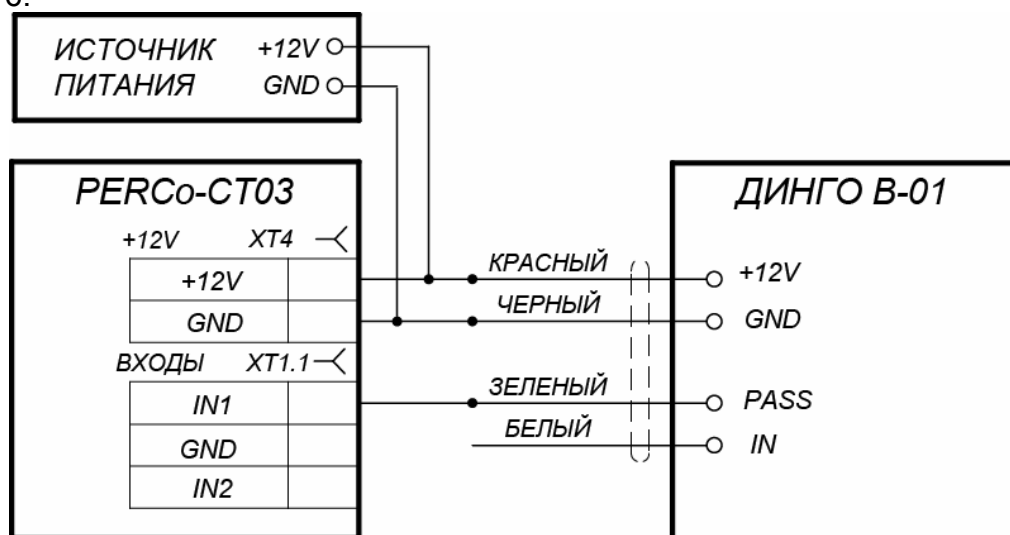 6.
ИСТОЧНИК +12V
ПИТАНИЯ GND
PERCo-CT03
+12V XT4
+12V
GND
ВХОДЫ XT1.1
IN1
GND
IN2
КРАСНЫЙ
ЧЕРНЫЙ
ЗЕЛЕНЫЙ
БЕЛЫЙ
ДИНГО В-01
+12V
GND
PASS
IN